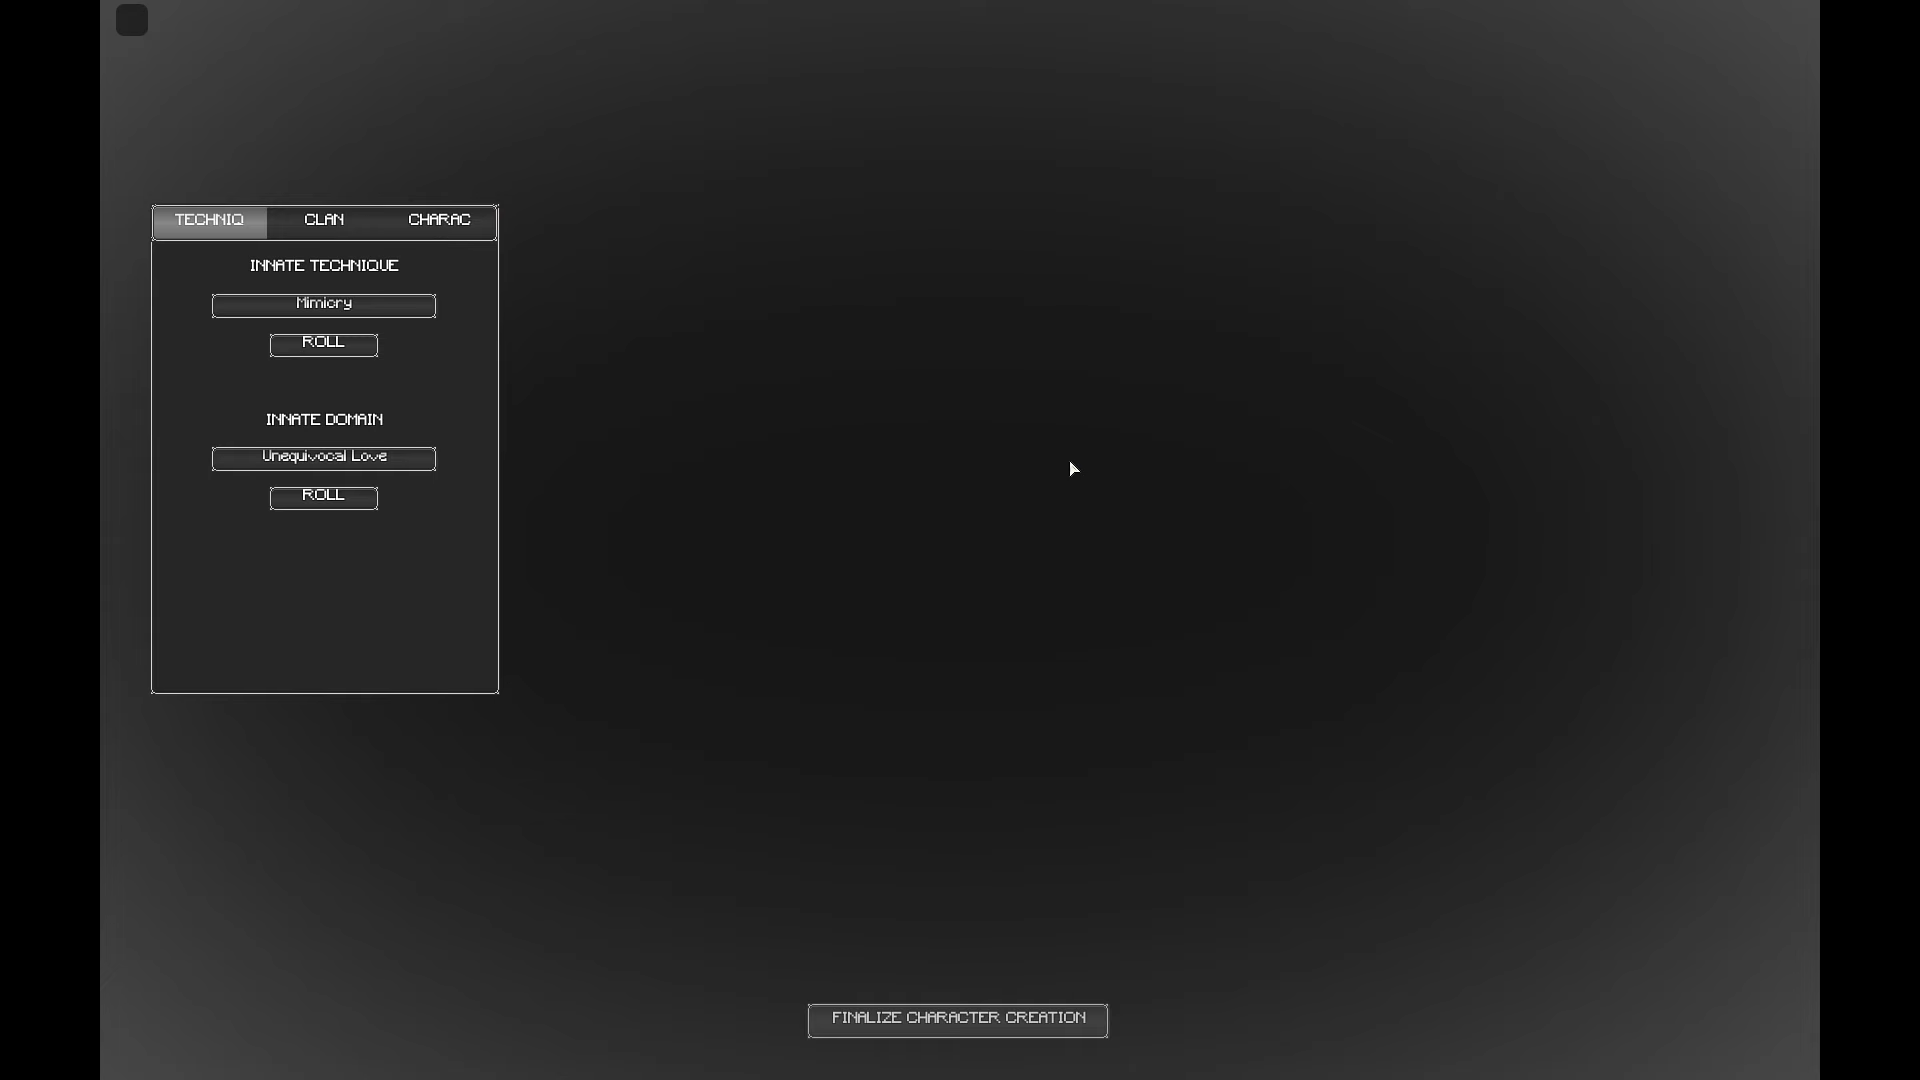 TECHNIQ CLAN CHARAC
INNATE TECHNIQUE
Mimicry
ROLL
INNATE DOMAIN
Unequivocal Love
ROLL
FINALIZE CHARACTER CREATION